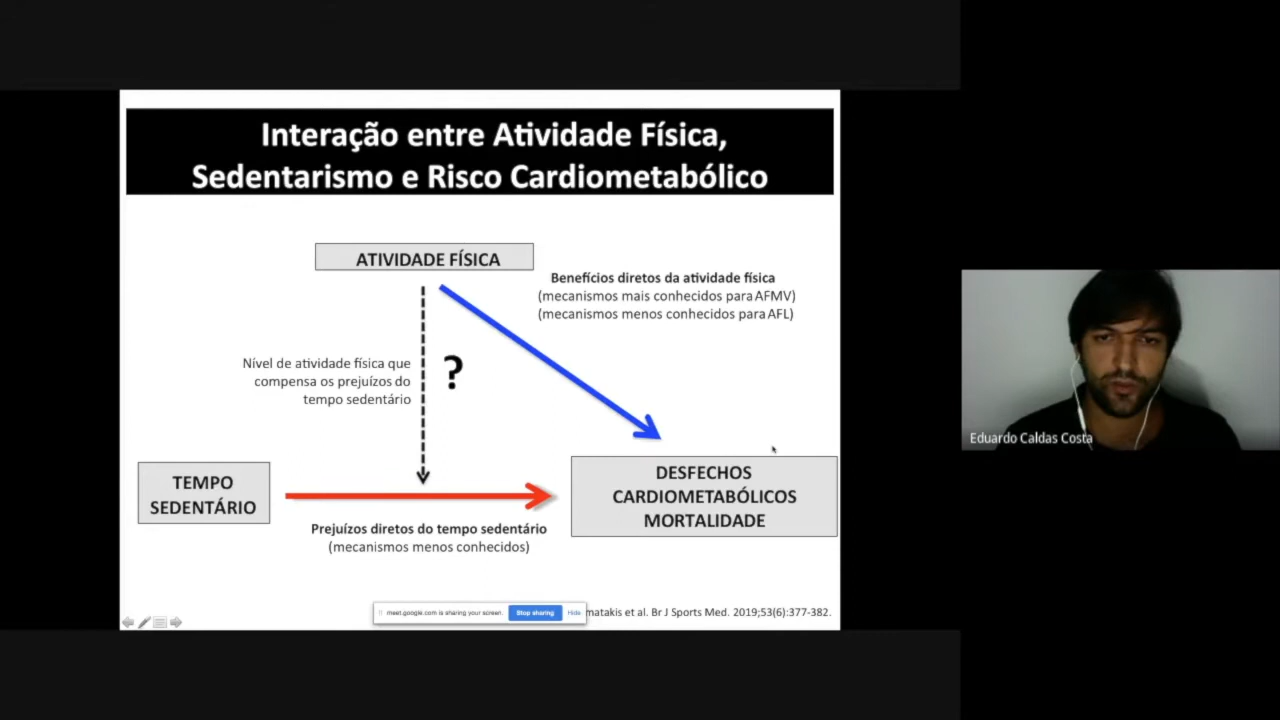 Interação entre Atividade Física,
Sedentarismo e Risco Cardiometabólico
ATIVIDADE FÍSICA
Benefícios diretos da atividade física
(mecanismos mais conhecidos para AFMV)
(mecanismos menos conhecidos para AFL)
Nível de atividade física que
compensa os prejuízos do
tempo sedentário
?
TEMPO
SEDENTÁRIO
DESFECHOS
CARDIOMETABÓLICOS
MORTALIDADE
Prejuízos diretos do tempo sedentário
(mecanismos menos conhecidos)
meet.google.com is sharing your screen.
Stop sharing
Hide
matakis et al. Br J Sports Med. 2019;53(6):377-382.
Eduardo Caldas Costa